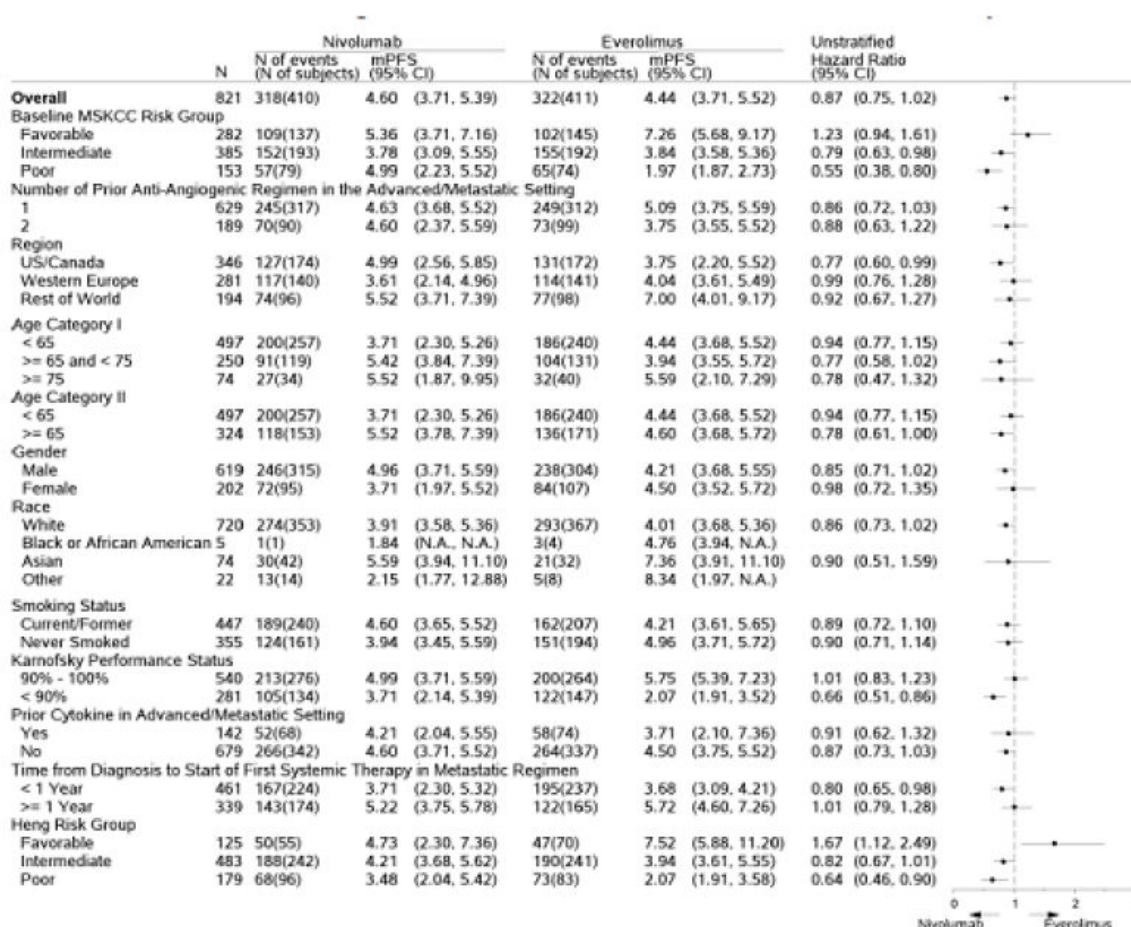 Nivolumab Everolimus Unstratified
N of events mPFS N of events mPFS Hazard Ratio
N (N of subjects) (95% CI) (N of subjects) (95% CI) (95% CI)
Overall 821 318(410) 4.60 (3.71, 5.39) 322(411) 4.44 (3.71, 5.52) 0.87 (0.75, 1.02)
Baseline MSKCC Risk Group
Favorable 282 109(137) 5.36 (3.71, 7.16) 102(145) 7.26 (5.68, 9.17) 1.23 (0.94, 1.61)
Intermediate 385 152(193) 3.78 (3.09, 5.55) 155(192) 3.84 (3.58, 5.36) 0.79 (0.63, 0.98)
Poor 153 57(79) 4.99 (2.23, 5.52) 65(74) 1.97 (1.87, 2.73) 0.55 (0.38, 0.80)
Number of Prior Anti-Angiogenic Regimen in the Advanced/Metastatic Setting
1 629 245(317) 4.63 (3.68, 5.52) 249(312) 5.09 (3.75, 5.59) 0.86 (0.72, 1.03)
2 189 70(90) 4.60 (2.37, 5.59) 73(99) 3.75 (3.55, 5.52) 0.88 (0.63, 1.22)
Region
US/Canada 346 127(174) 4.99 (2.56, 5.85) 131(172) 3.75 (2.20, 5.52) 0.77 (0.60, 0.99)
Western Europe 281 117(140) 3.61 (2.14, 4.96) 114(141) 4.04 (3.61, 5.49) 0.99 (0.76, 1.28)
Rest of World 194 74(96) 5.52 (3.71, 7.39) 77(98) 7.00 (4.01, 9.17) 0.92 (0.67, 1.27)
Age Category I
< 65 497 200(257) 3.71 (2.30, 5.26) 186(240) 4.44 (3.68, 5.52) 0.94 (0.77, 1.15)
>= 65 and < 75 250 91(119) 5.42 (3.84, 7.39) 104(131) 3.94 (3.55, 5.72) 0.77 (0.58, 1.02)
>= 75 74 27(34) 5.52 (1.87, 9.95) 32(40) 5.59 (2.10, 7.29) 0.78 (0.47, 1.32)
Age Category II
< 65 497 200(257) 3.71 (2.30, 5.26) 186(240) 4.44 (3.68, 5.52) 0.94 (0.77, 1.15)
>= 65 324 118(153) 5.52 (3.78, 7.39) 136(171) 4.60 (3.68, 5.72) 0.78 (0.61, 1.00)
Gender
Male 619 246(315) 4.96 (3.71, 5.59) 238(304) 4.21 (3.68, 5.55) 0.85 (0.71, 1.02)
Female 202 72(95) 3.71 (1.97, 5.52) 84(107) 4.50 (3.52, 5.72) 0.98 (0.72, 1.35)
Race
White 720 274(353) 3.91 (3.58, 5.36) 293(367) 4.01 (3.68, 5.36) 0.86 (0.73, 1.02)
Black or African American 5 1(1) 1.84 (N.A., N.A.) 3(4) 4.76 (3.94, N.A.)
Asian 74 30(42) 5.59 (3.94, 11.10) 21(32) 7.36 (3.91, 11.10) 0.90 (0.51, 1.59)
Other 22 13(14) 2.15 (1.77, 12.88) 5(8) 8.34 (1.97, N.A.)
Smoking Status
Current/Former 447 189(240) 4.60 (3.65, 5.52) 162(207) 4.21 (3.61, 5.65) 0.89 (0.72, 1.10)
Never Smoked 355 124(161) 3.94 (3.45, 5.59) 151(194) 4.96 (3.71, 5.72) 0.90 (0.71, 1.14)
Karnofsky Performance Status
90% - 100% 540 213(276) 4.99 (3.71, 5.59) 200(264) 5.75 (5.39, 7.23) 1.01 (0.83, 1.23)
< 90% 281 105(134) 3.71 (2.14, 5.39) 122(147) 2.07 (1.91, 3.52) 0.66 (0.51, 0.86)
Prior Cytokine in Advanced/Metastatic Setting
Yes 142 52(68) 4.21 (2.04, 5.55) 58(74) 3.71 (2.10, 7.36) 0.91 (0.62, 1.32)
No 679 266(342) 4.60 (3.71, 5.52) 264(337) 4.50 (3.75, 5.52) 0.87 (0.73, 1.03)
Time from Diagnosis to Start of First Systemic Therapy in Metastatic Regimen
< 1 Year 461 167(224) 3.71 (2.30, 5.32) 195(237) 3.68 (3.09, 4.21) 0.80 (0.65, 0.98)
>= 1 Year 339 143(174) 5.22 (3.75, 5.78) 122(165) 5.72 (4.60, 7.26) 1.01 (0.79, 1.28)
Heng Risk Group
Favorable 125 50(55) 4.73 (2.30, 7.36) 47(70) 7.52 (5.88, 11.20) 1.67 (1.12, 2.49)
Intermediate 483 188(242) 4.21 (3.68, 5.62) 190(241) 3.94 (3.61, 5.55) 0.82 (0.67, 1.01)
Poor 179 68(96) 3.48 (2.04, 5.42) 73(83) 2.07 (1.91, 3.58) 0.64 (0.46, 0.90)
0 1 2
Nivolumab Everolimus